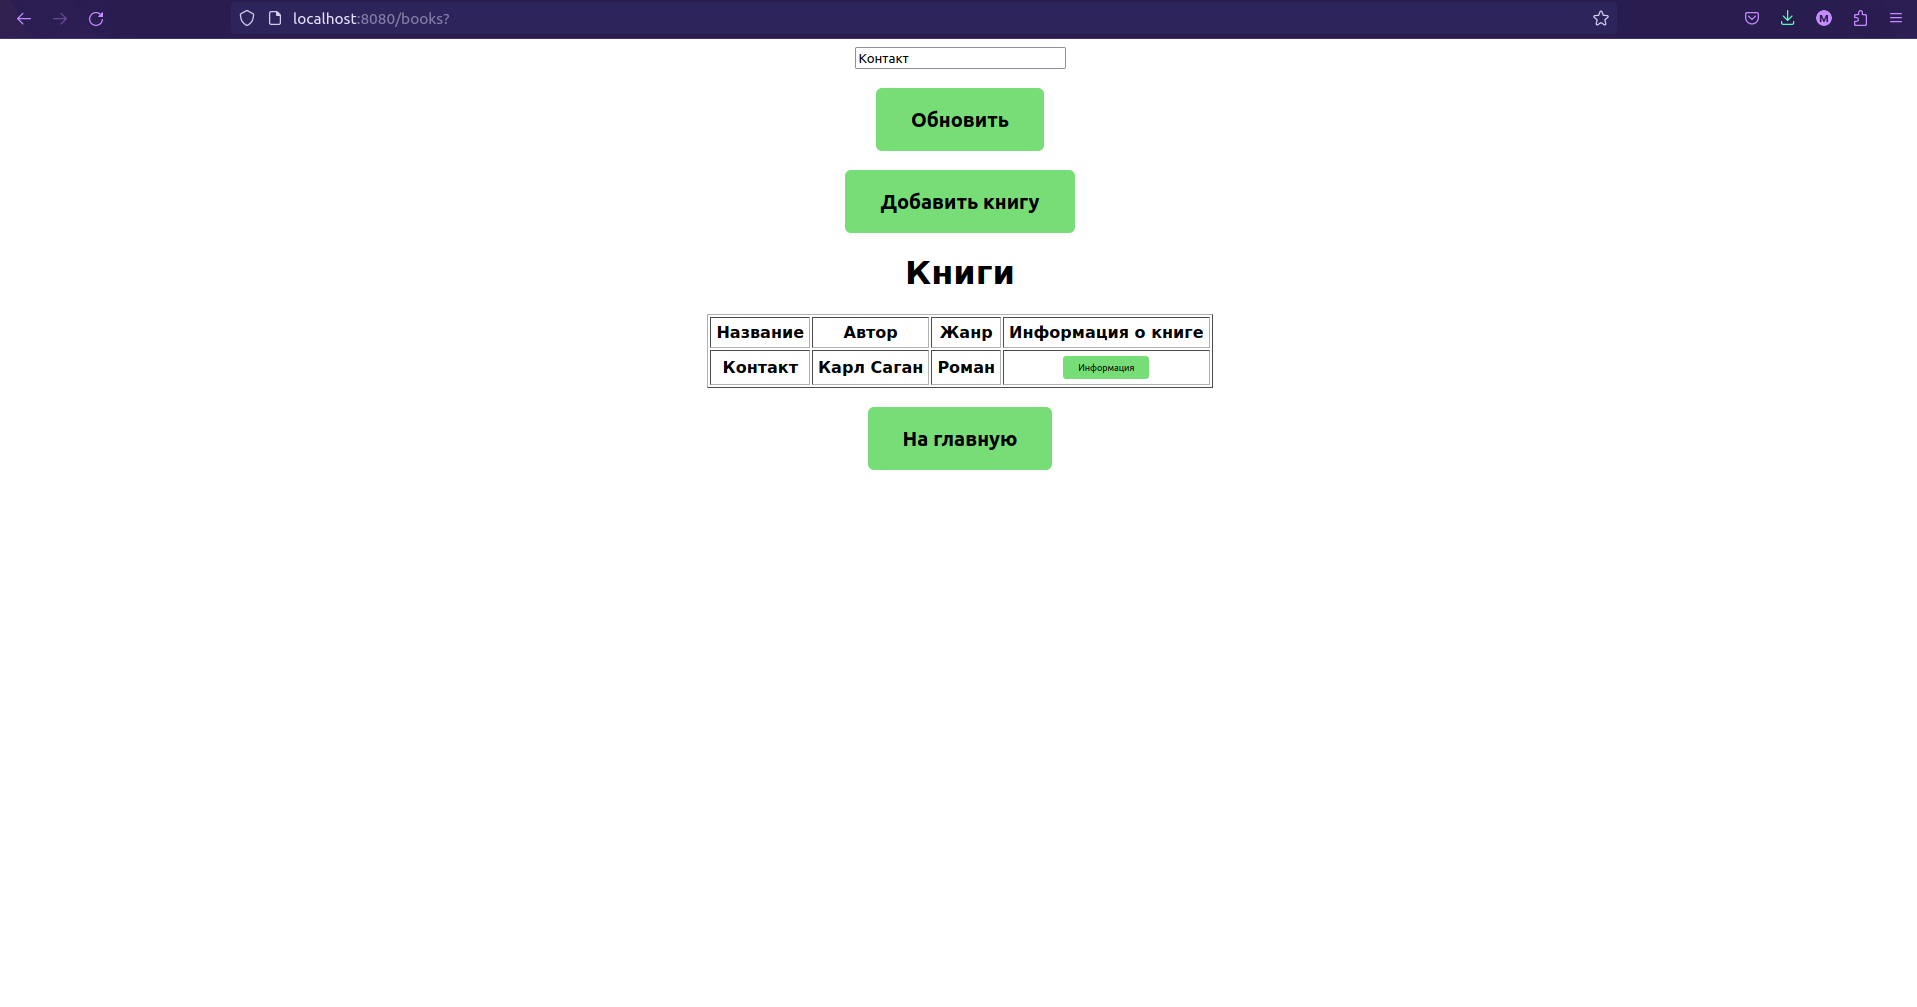 localhost:8080/books?
M
Контакт
Обновить
Добавить книгу
Книги
Название Автор Жанр Информация о книге
Контакт Карл Саган Роман Информация
На главную